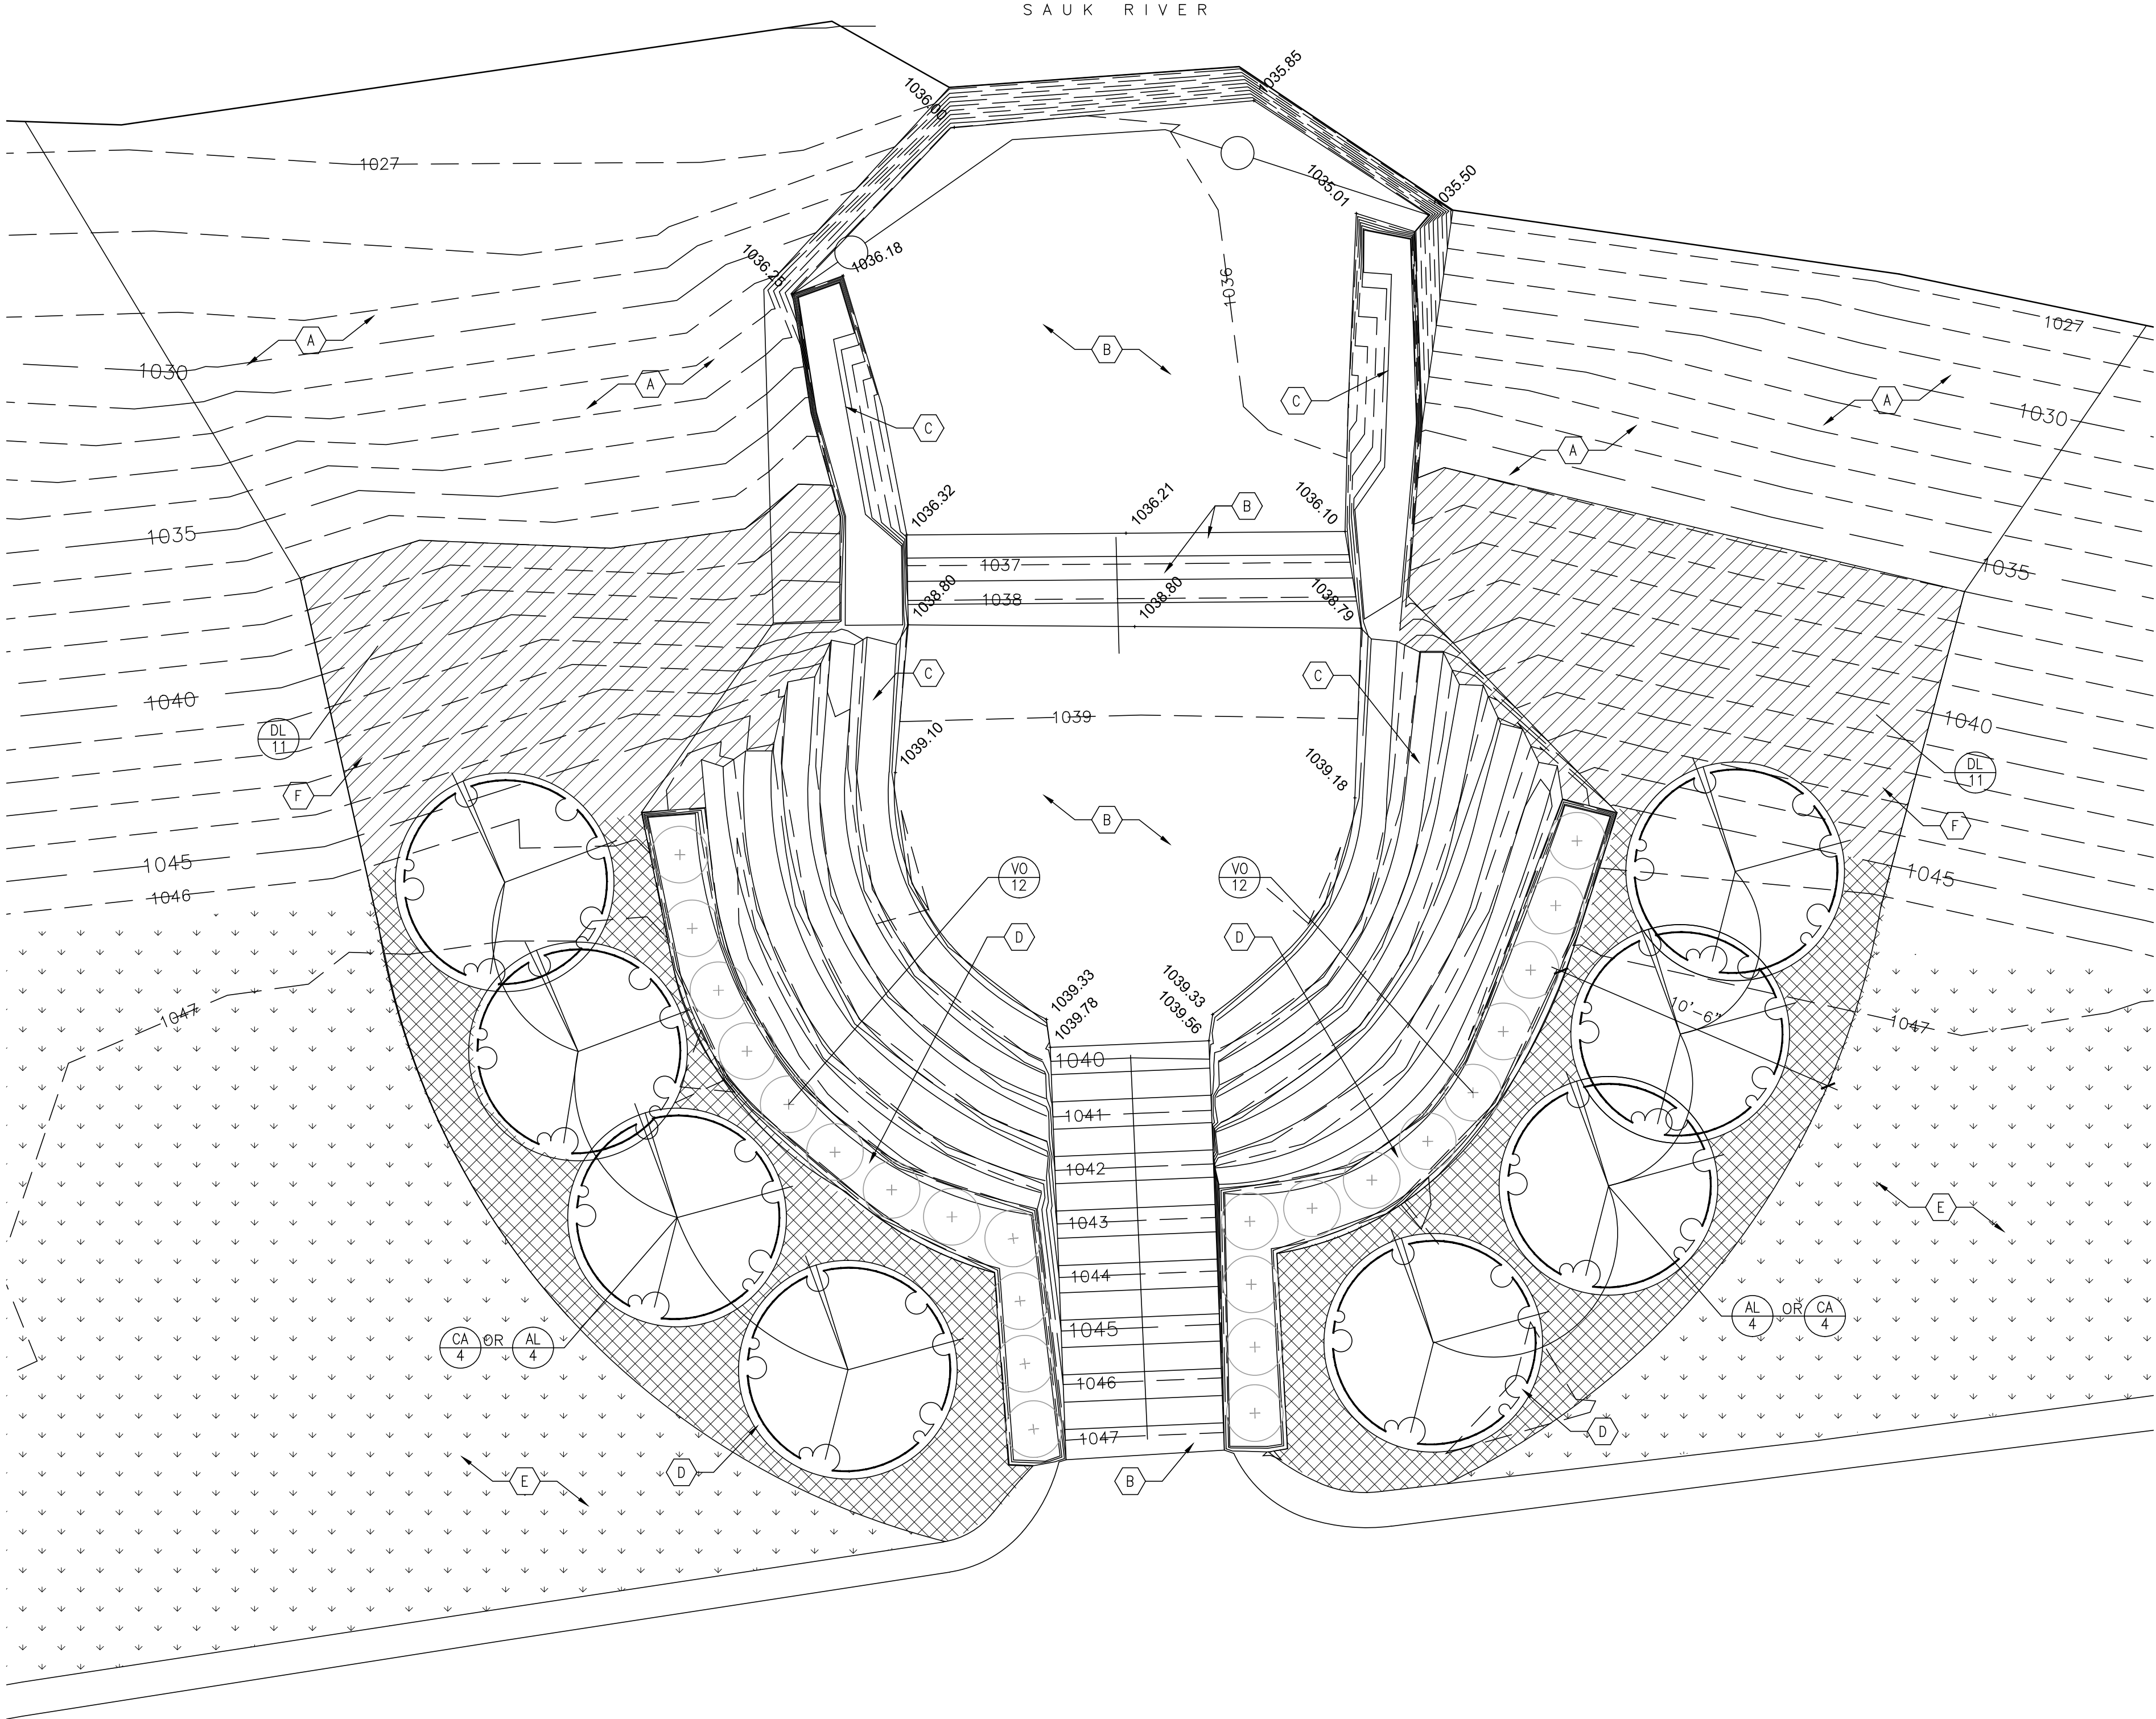 SAUK RIVER
1035.85
1036.00
1027
1035.50
1035.01
1036.18
1036.25
1036
1027
A
B
1030
A
C
C
A
1030
A
1036.32
1036.21
B
1036.10
1035
1037
1035
1038.80
1038
1038.80
1038.79
C
C
1040
1039
1040
DL
11
1039.10
1039.18
DL
11
F
B
F
1045
VO
12
VO
12
1045
1046
D
D
1039.33
1039.78
1039.33
1039.56
1047
10'-6"
1047
1040
1041
1042
E
1043
1044
CA
4
OR
AL
4
1045
AL
4
OR
CA
4
1046
D
1047
E
D
B